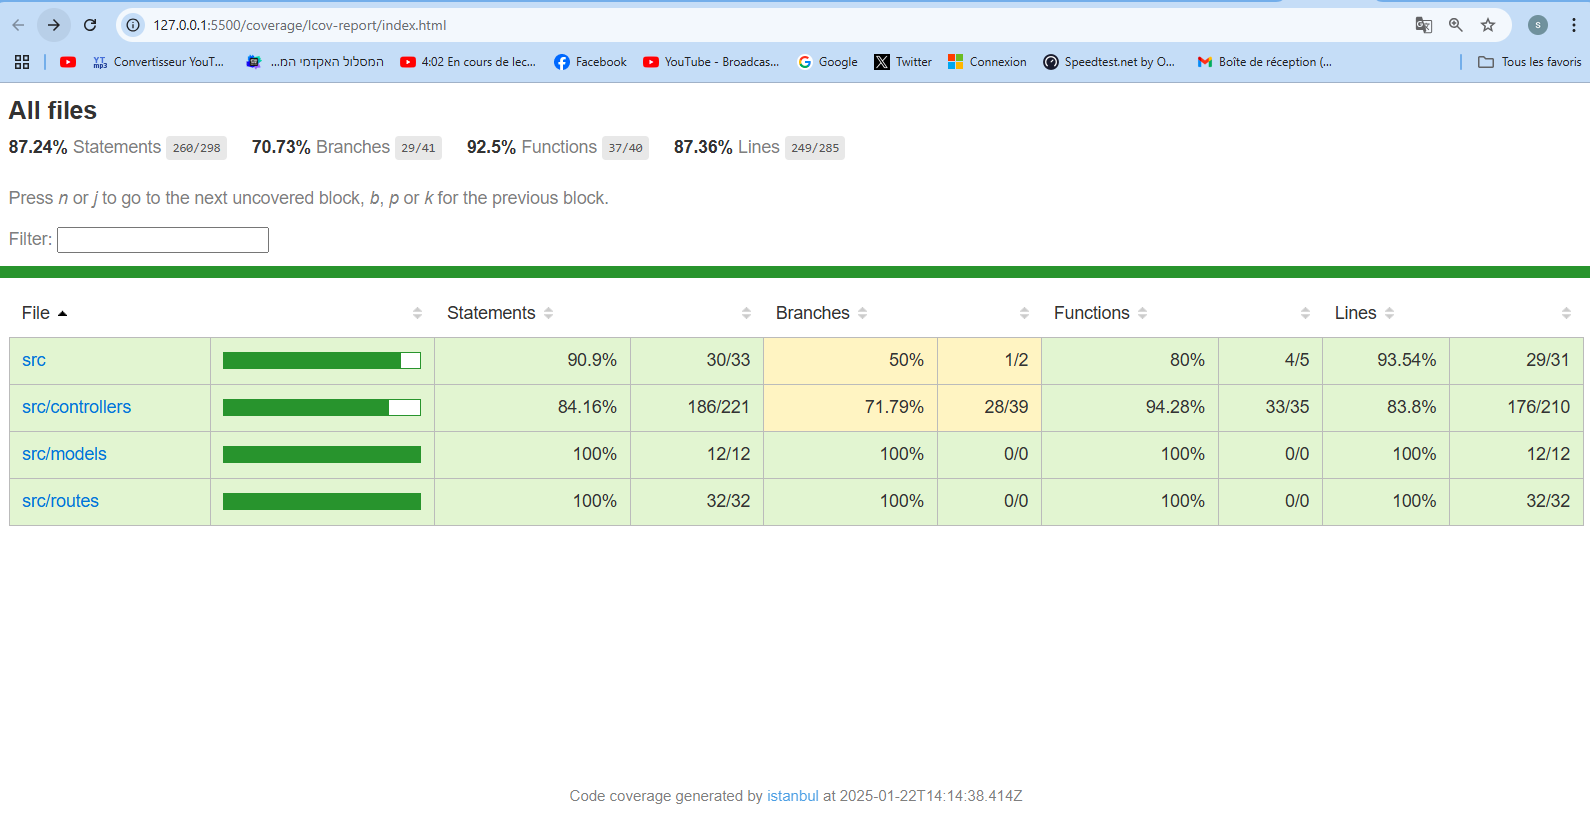 127.0.0.1:5500/coverage/lcov-report/index.html
S
YT mp3 Convertisseur YouT... ...המסלול האקדמי המ 4:02 En cours de lec... Facebook YouTube - Broadcas... Google Twitter Connexion Speedtest.net by O... Boîte de réception (... Tous les favoris
All files
87.24% Statements 260/298 70.73% Branches 29/41 92.5% Functions 37/40 87.36% Lines 249/285
Press n or j to go to the next uncovered block, b, p or k for the previous block.
Filter:
File Statements Branches Functions Lines
src 90.9% 30/33 50% 1/2 80% 4/5 93.54% 29/31
src/controllers 84.16% 186/221 71.79% 28/39 94.28% 33/35 83.8% 176/210
src/models 100% 12/12 100% 0/0 100% 0/0 100% 12/12
src/routes 100% 32/32 100% 0/0 100% 0/0 100% 32/32
Code coverage generated by istanbul at 2025-01-22T14:14:38.414Z